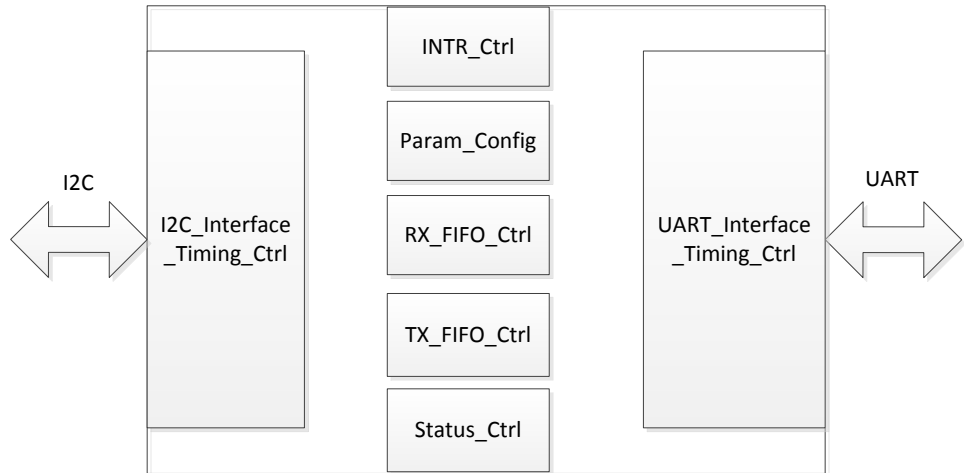 INTR_Ctrl
Param_Config
I2C
UART
I2C_Interface
_Timing_Ctrl
RX_FIFO_Ctrl
UART_Interface
_Timing_Ctrl
TX_FIFO_Ctrl
Status_Ctrl